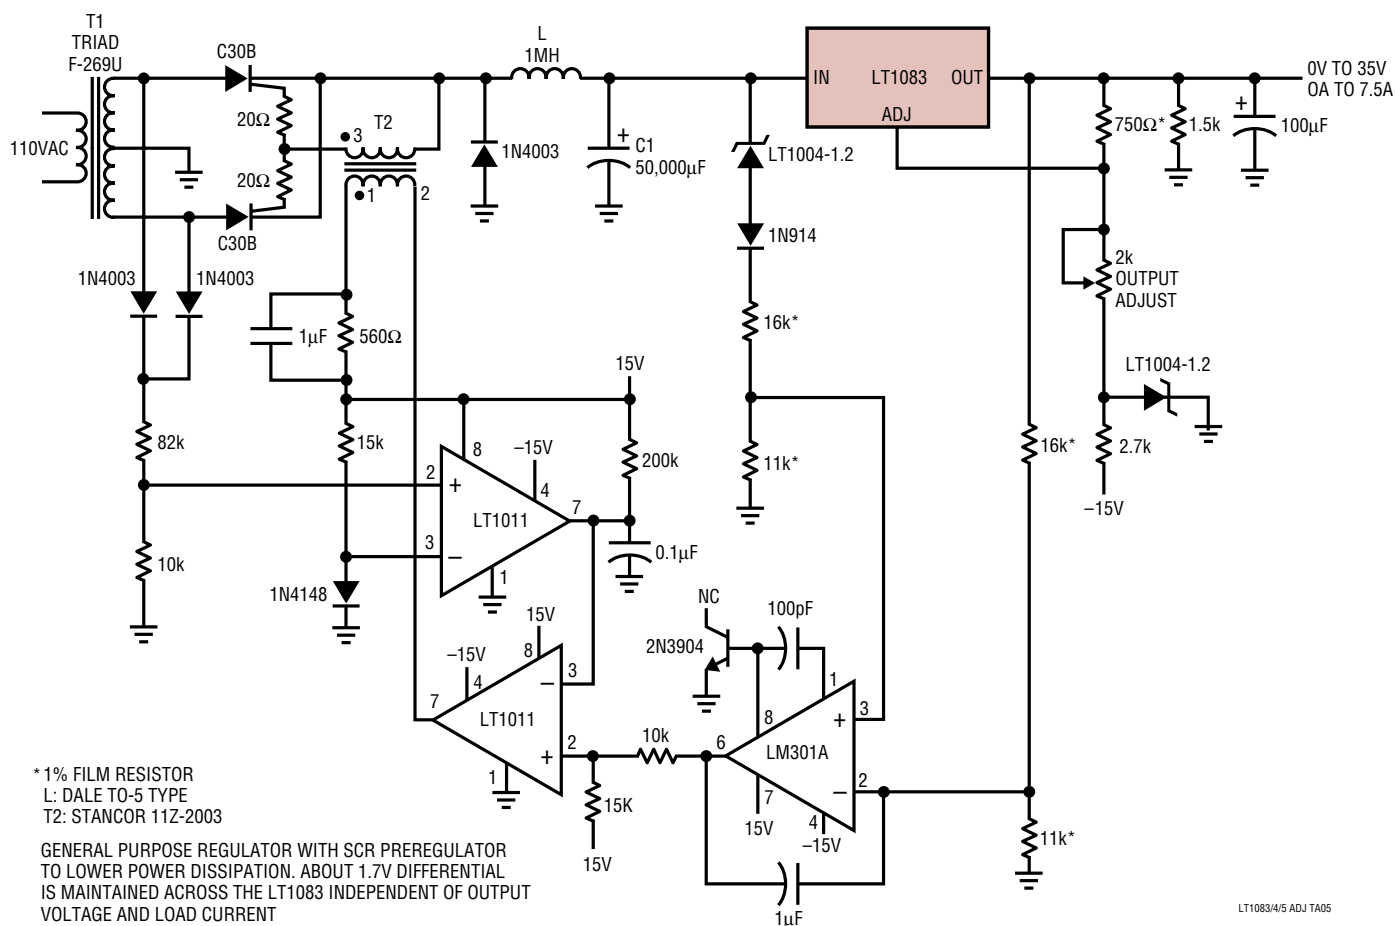 T1
TRIAD
F-269U
110VAC
C30B
20Ω
20Ω
C30B
T2
3
1
2
1N4003
L
1MH
+
C1
50,000µF
LT1004-1.2
1N914
16k*
11k*
IN
LT1083
OUT
ADJ
0V TO 35V
OA TO 7.5A
750Ω*
1.5k
+
100µF
2k
OUTPUT
ADJUST
LT1004-1.2
2.7k
–15V
16k*
11k*
1N4003
1N4003
82k
10k
1µF
560Ω
15k
1N4148
15V
200k
0.1µF
2
+
3
–
8
–15V
4
7
LT1011
1
15V
8
–15V
4
7
LT1011
3
–
2
+
1
10k
15K
15V
NC
2N3904
100pF
1
8
6
LM301A
3
+
2
–
7
15V
4
–15V
1µF
* 1% FILM RESISTOR
L: DALE TO-5 TYPE
T2: STANCOR 11Z-2003
GENERAL PURPOSE REGULATOR WITH SCR PREREGULATOR
TO LOWER POWER DISSIPATION. ABOUT 1.7V DIFFERENTIAL
IS MAINTAINED ACROSS THE LT1083 INDEPENDENT OF OUTPUT
VOLTAGE AND LOAD CURRENT
LT1083/4/5 ADJ TA05